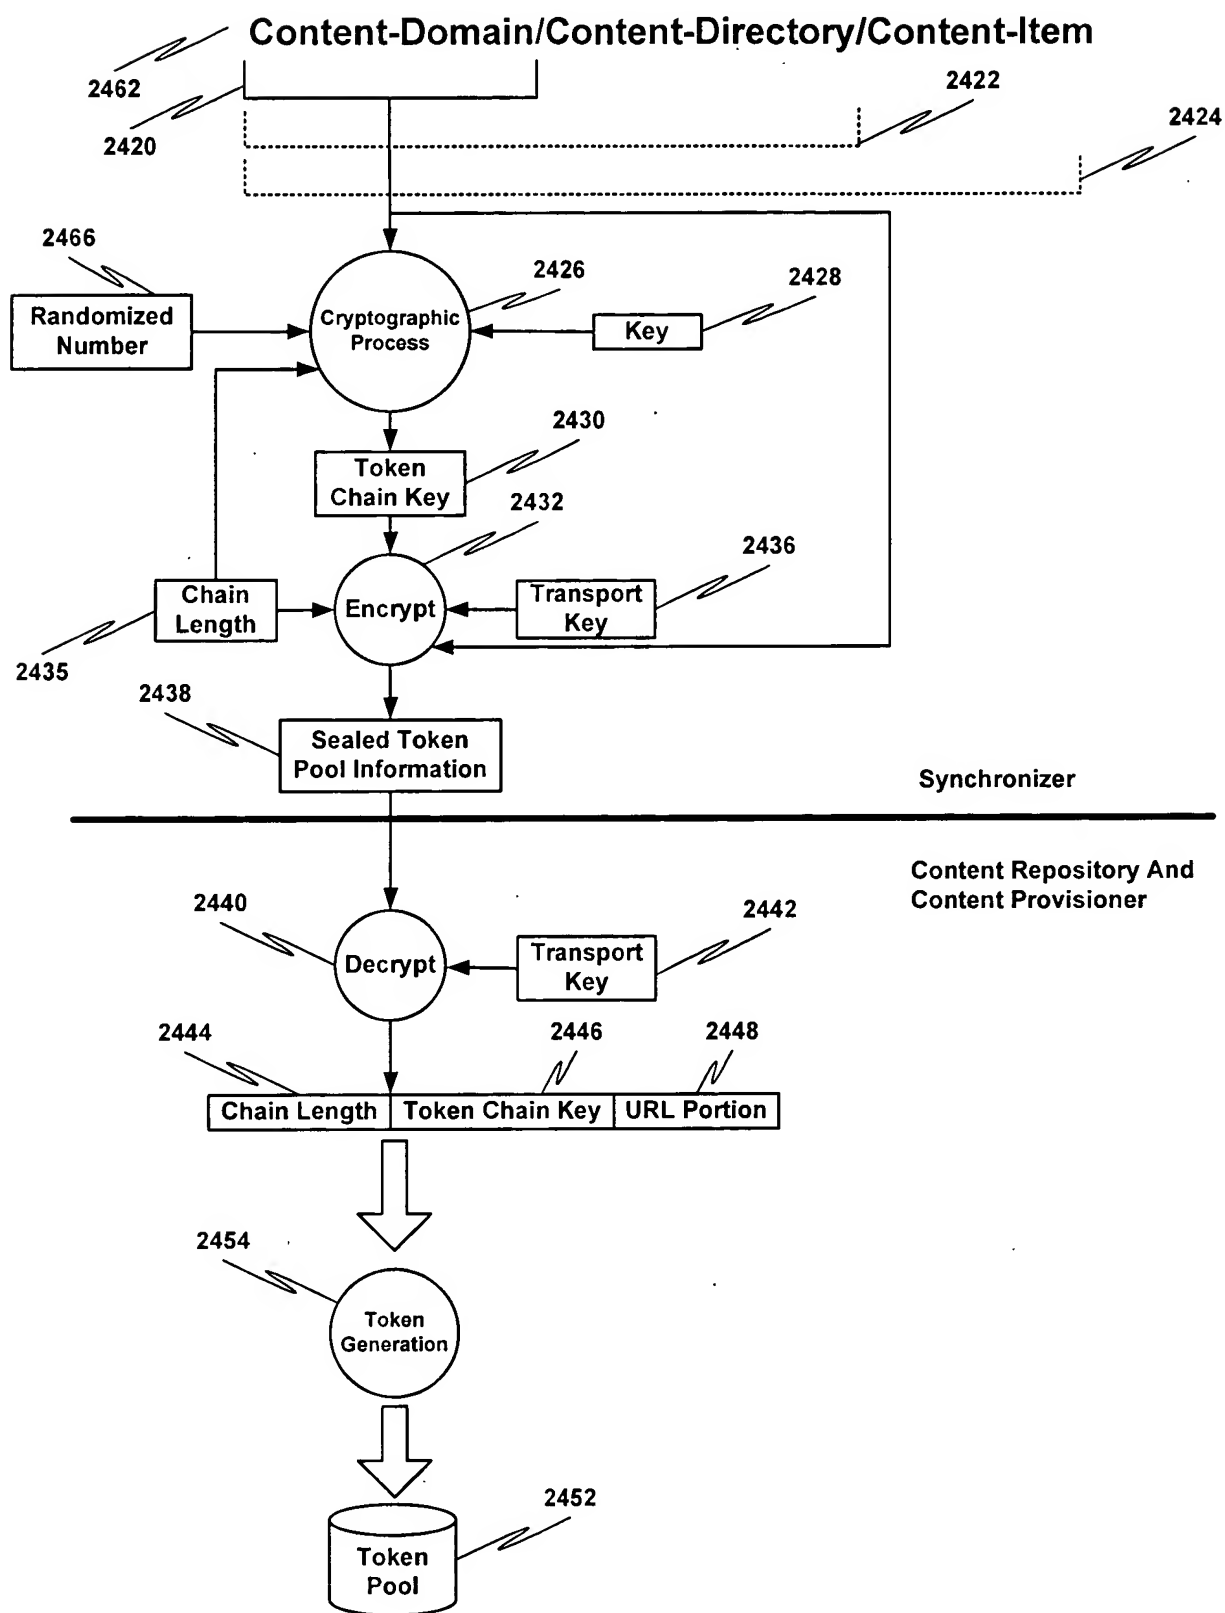 Content-Domain/Content-Directory/Content-Item
2462
2420
2422
2424
2466
2426
2428
Randomized
Number
Cryptographic
Process
Key
2430
Token
Chain Key
2432
2436
Chain
Length
Encrypt
Transport
Key
2435
2438
Sealed Token
Pool Information
Synchronizer
Content Repository And
Content Provisioner
2440
2442
Decrypt
Transport
Key
2444
2446
2448
Chain Length
Token Chain Key
URL Portion
2454
Token
Generation
2452
Token
Pool